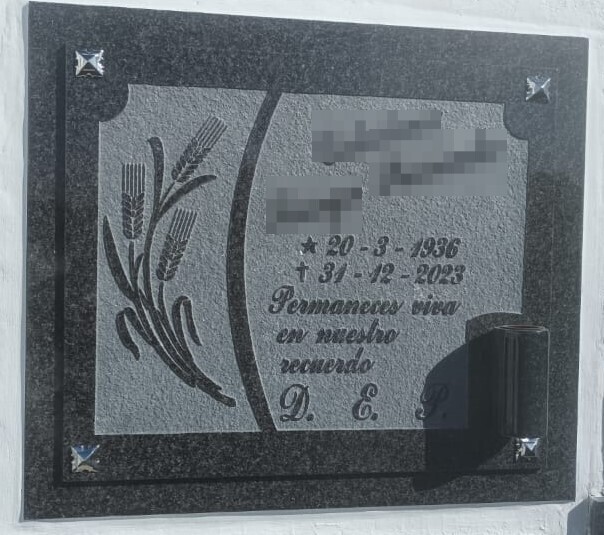 ★ 20 - 3 - 1936
✝ 31 - 12 - 2023
Permaneces viva
en nuestro
recuerdo
D. E. P.